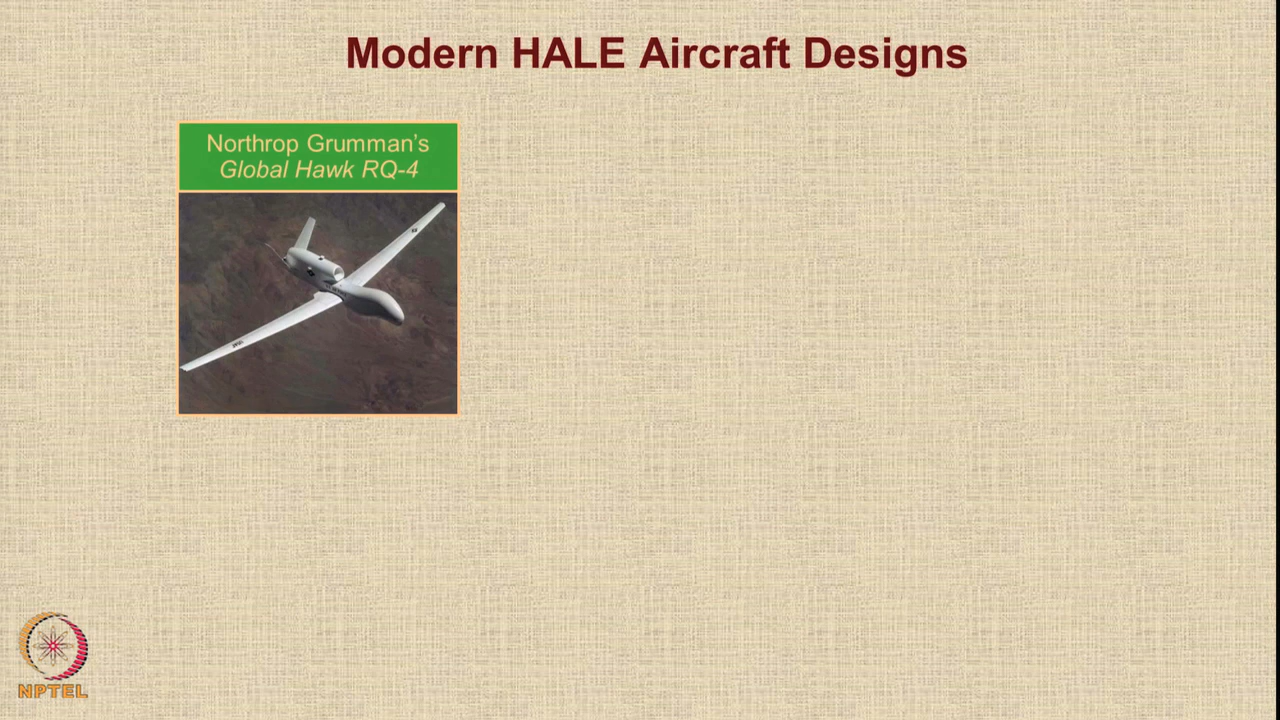 Modern HALE Aircraft Designs
Northrop Grumman's
Global Hawk RQ-4
NPTEL